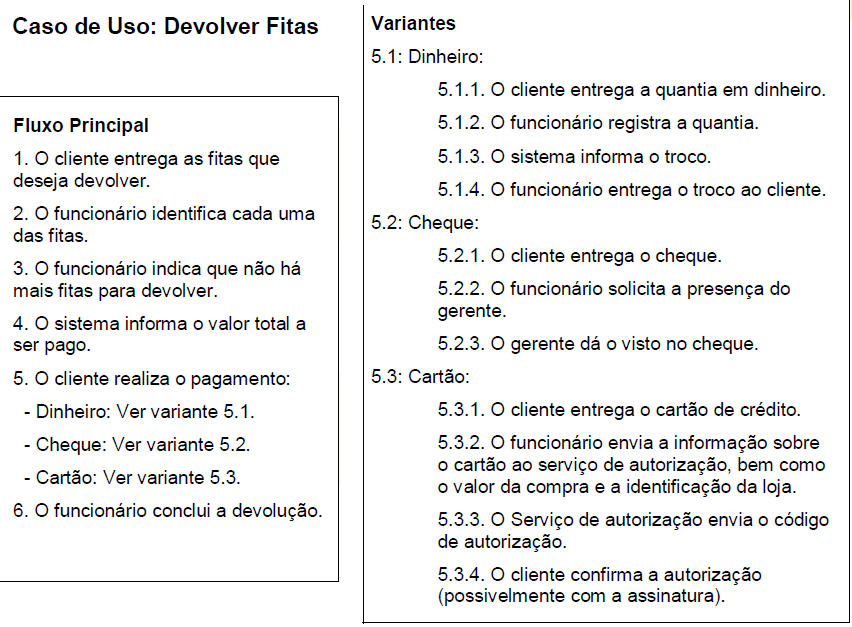 Caso de Uso: Devolver Fitas
Fluxo Principal
1. O cliente entrega as fitas que
deseja devolver.
2. O funcionário identifica cada uma
das fitas.
3. O funcionário indica que não há
mais fitas para devolver.
4. O sistema informa o valor total a
ser pago.
5. O cliente realiza o pagamento:
- Dinheiro: Ver variante 5.1.
- Cheque: Ver variante 5.2.
- Cartão: Ver variante 5.3.
6. O funcionário conclui a devolução.
Variantes
5.1: Dinheiro:
5.1.1. O cliente entrega a quantia em dinheiro.
5.1.2. O funcionário registra a quantia.
5.1.3. O sistema informa o troco.
5.1.4. O funcionário entrega o troco ao cliente.
5.2: Cheque:
5.2.1. O cliente entrega o cheque.
5.2.2. O funcionário solicita a presença do
gerente.
5.2.3. O gerente dá o visto no cheque.
5.3: Cartão:
5.3.1. O cliente entrega o cartão de crédito.
5.3.2. O funcionário envia a informação sobre
o cartão ao serviço de autorização, bem como
o valor da compra e a identificação da loja.
5.3.3. O Serviço de autorização envia o código
de autorização.
5.3.4. O cliente confirma a autorização
(possivelmente com a assinatura).